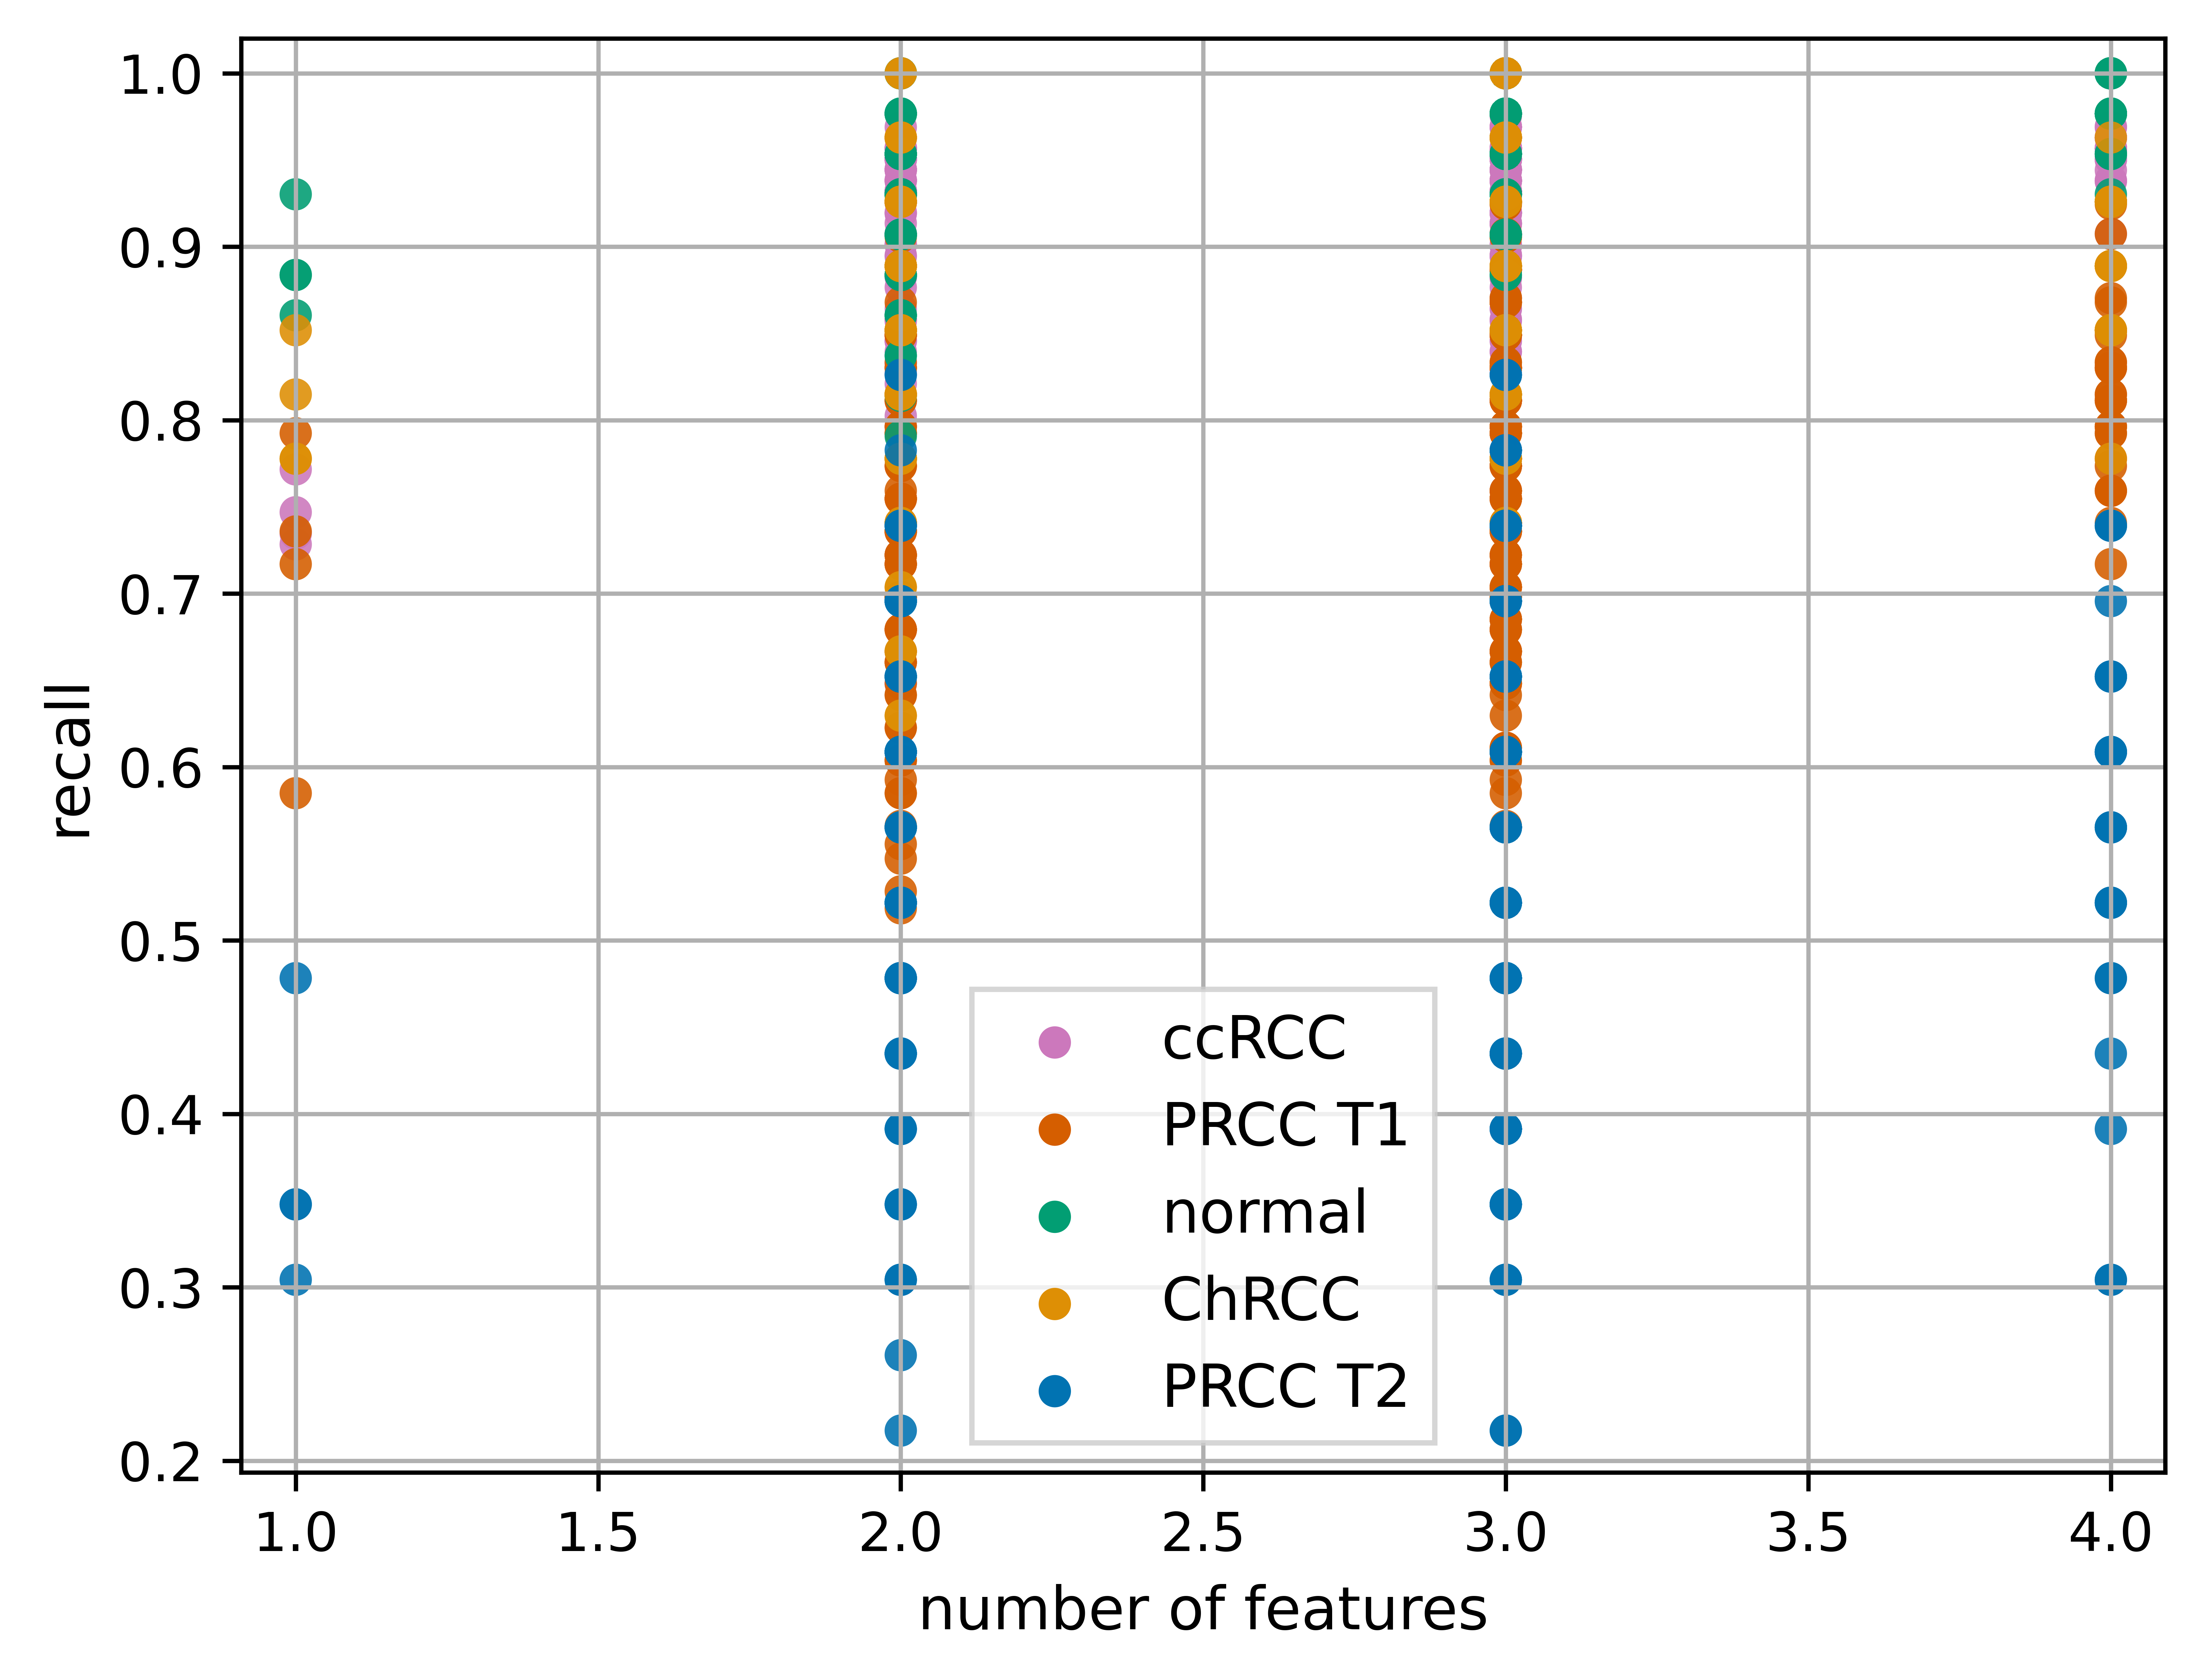 recall
1.0
0.9
0.8
0.7
0.6
0.5
0.4
0.3
0.2
ccRCC
PRCC T1
normal
ChRCC
PRCC T2
1.0 1.5 2.0 2.5 3.0 3.5 4.0
number of features